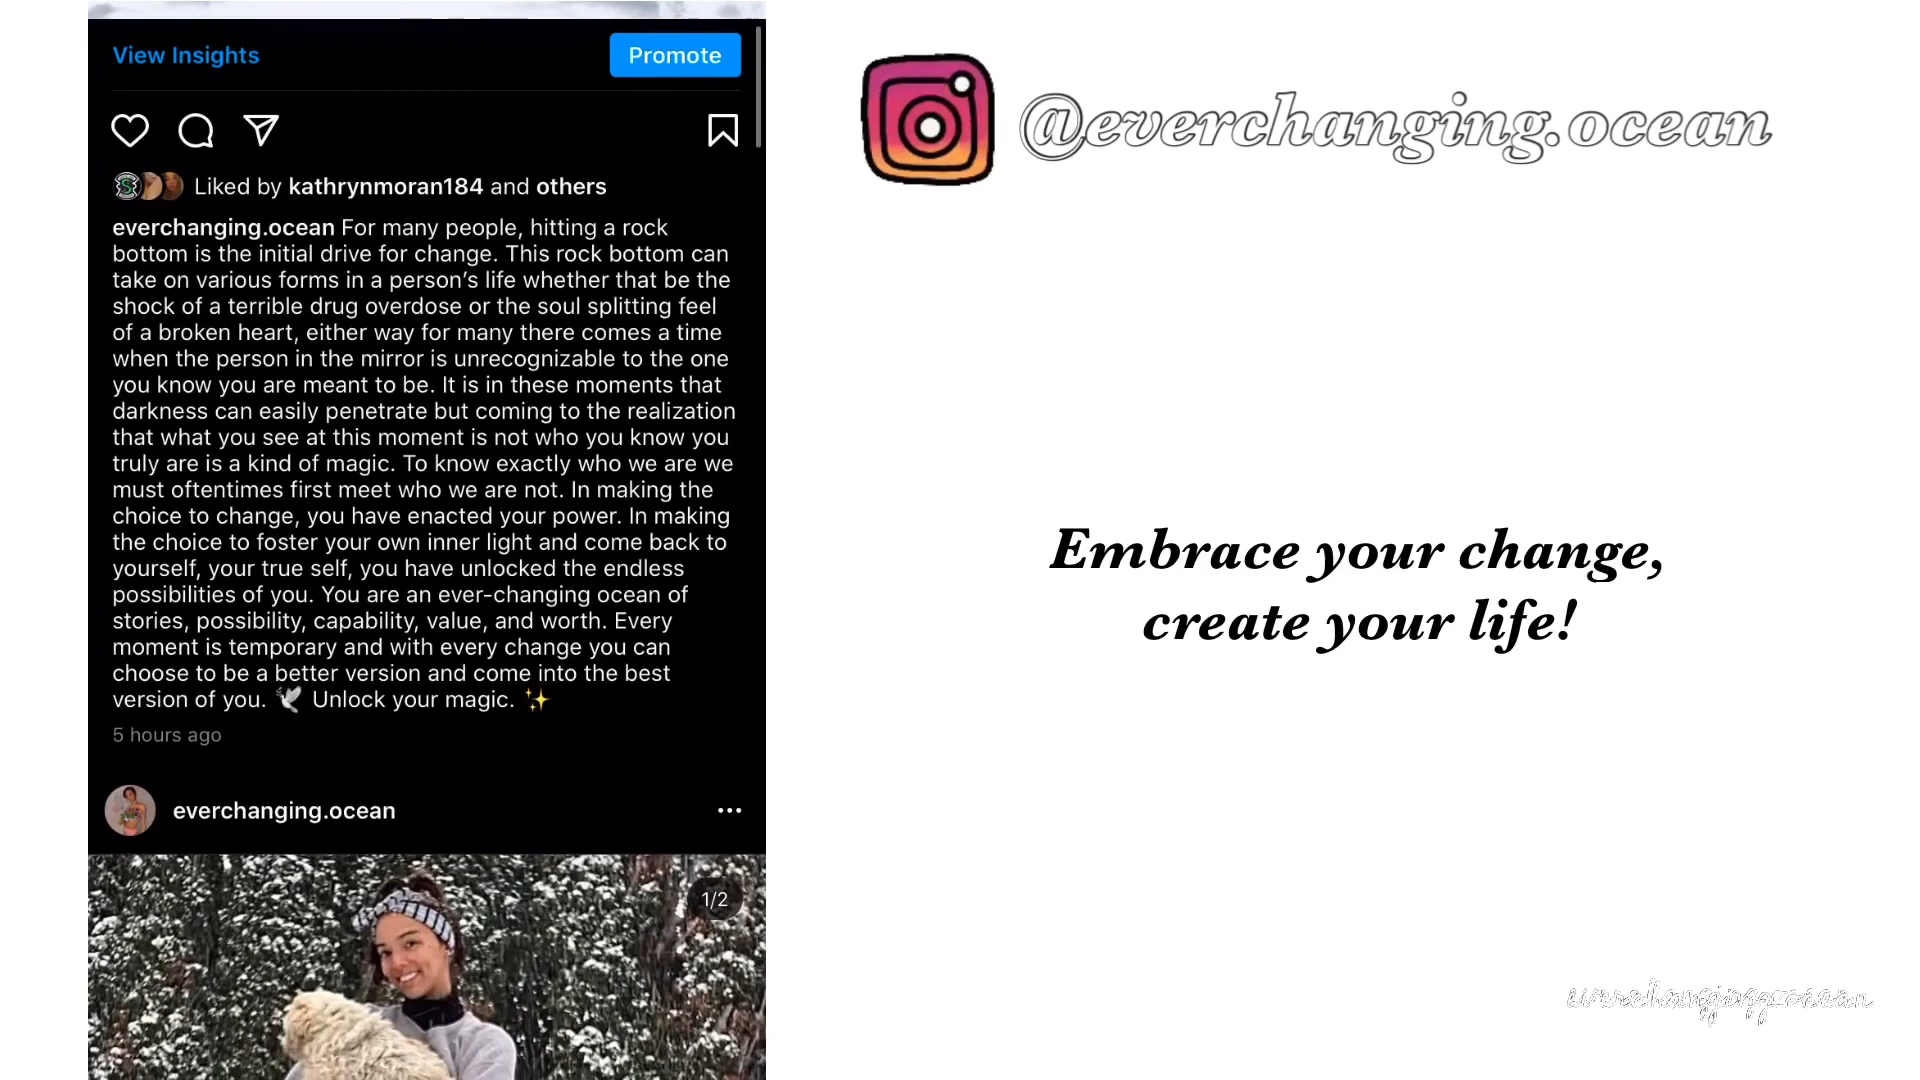 View Insights
Promote
Liked by kathrynmoran184 and others
everchanging.ocean For many people, hitting a rock
bottom is the initial drive for change. This rock bottom can
take on various forms in a person’s life whether that be the
shock of a terrible drug overdose or the soul splitting feel
of a broken heart, either way for many there comes a time
when the person in the mirror is unrecognizable to the one
you know you are meant to be. It is in these moments that
darkness can easily penetrate but coming to the realization
that what you see at this moment is not who you know you
truly are is a kind of magic. To know exactly who we are we
must oftentimes first meet who we are not. In making the
choice to change, you have enacted your power. In making
the choice to foster your own inner light and come back to
yourself, your true self, you have unlocked the endless
possibilities of you. You are an ever-changing ocean of
stories, possibility, capability, value, and worth. Every
moment is temporary and with every change you can
choose to be a better version and come into the best
version of you. 🕊 Unlock your magic. ✨
5 hours ago
everchanging.ocean
1/2
@everchanging.ocean
Embrace your change,
create your life!
everchanging.ocean